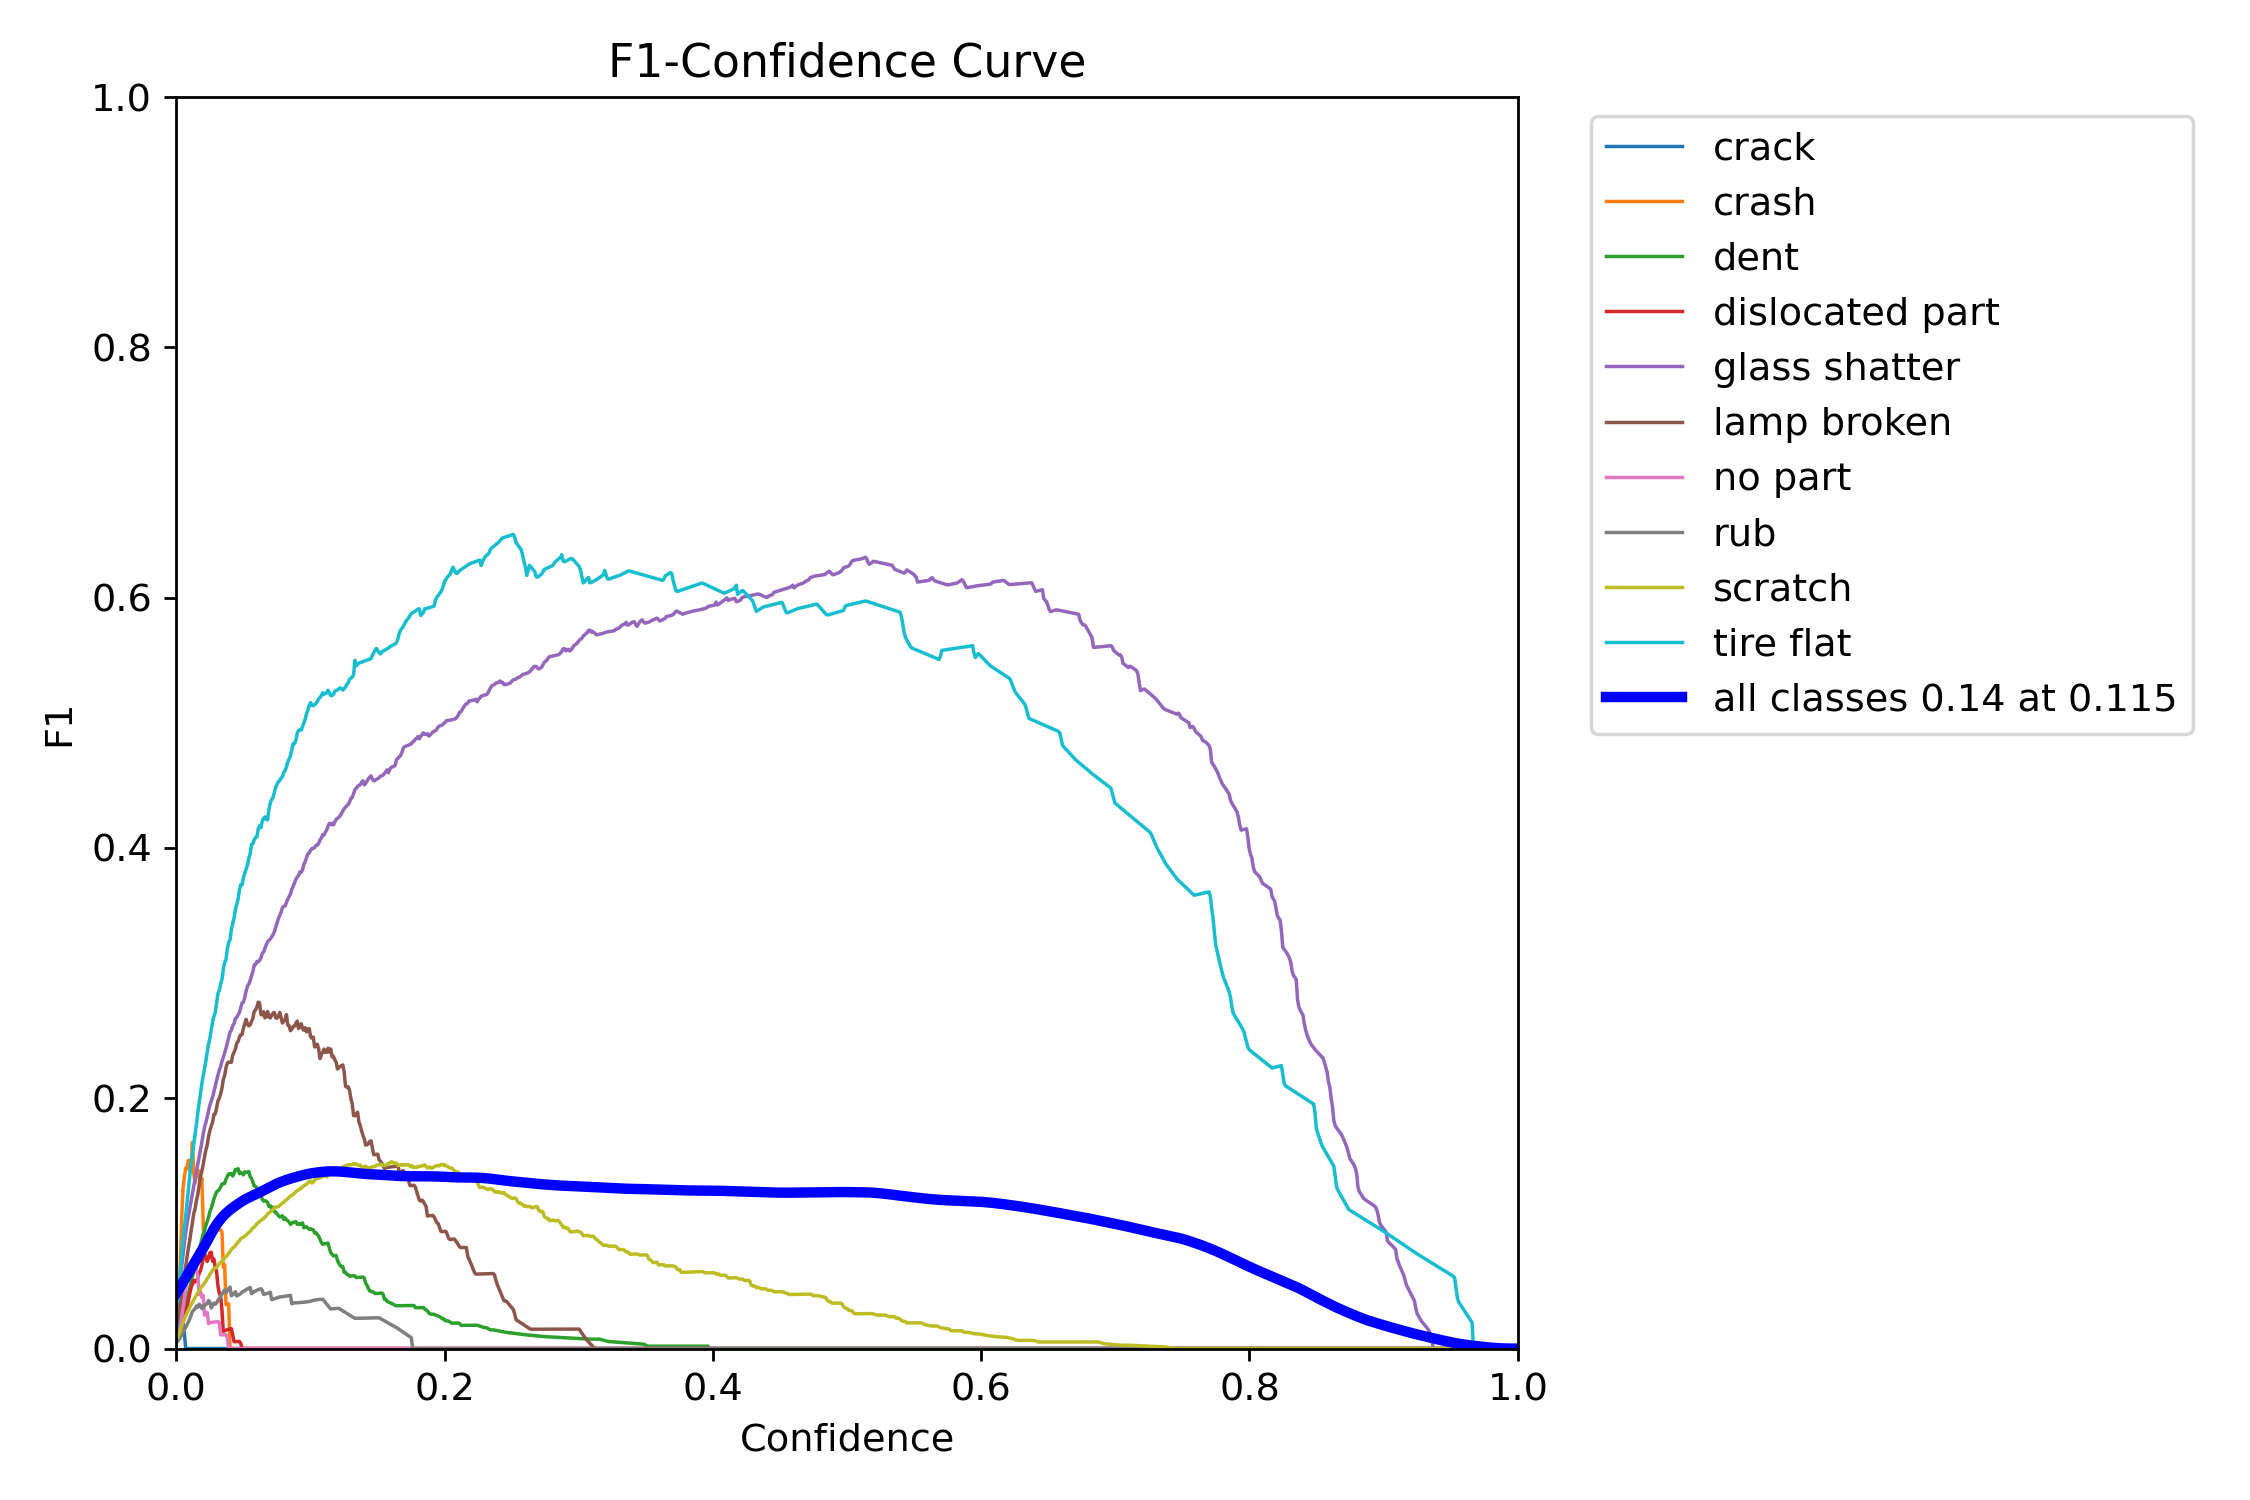 F1-Confidence Curve
1.0
0.8
0.6
0.4
0.2
0.0
F1
0.0 0.2 0.4 0.6 0.8 1.0
Confidence
crack
crash
dent
dislocated part
glass shatter
lamp broken
no part
rub
scratch
tire flat
all classes 0.14 at 0.115